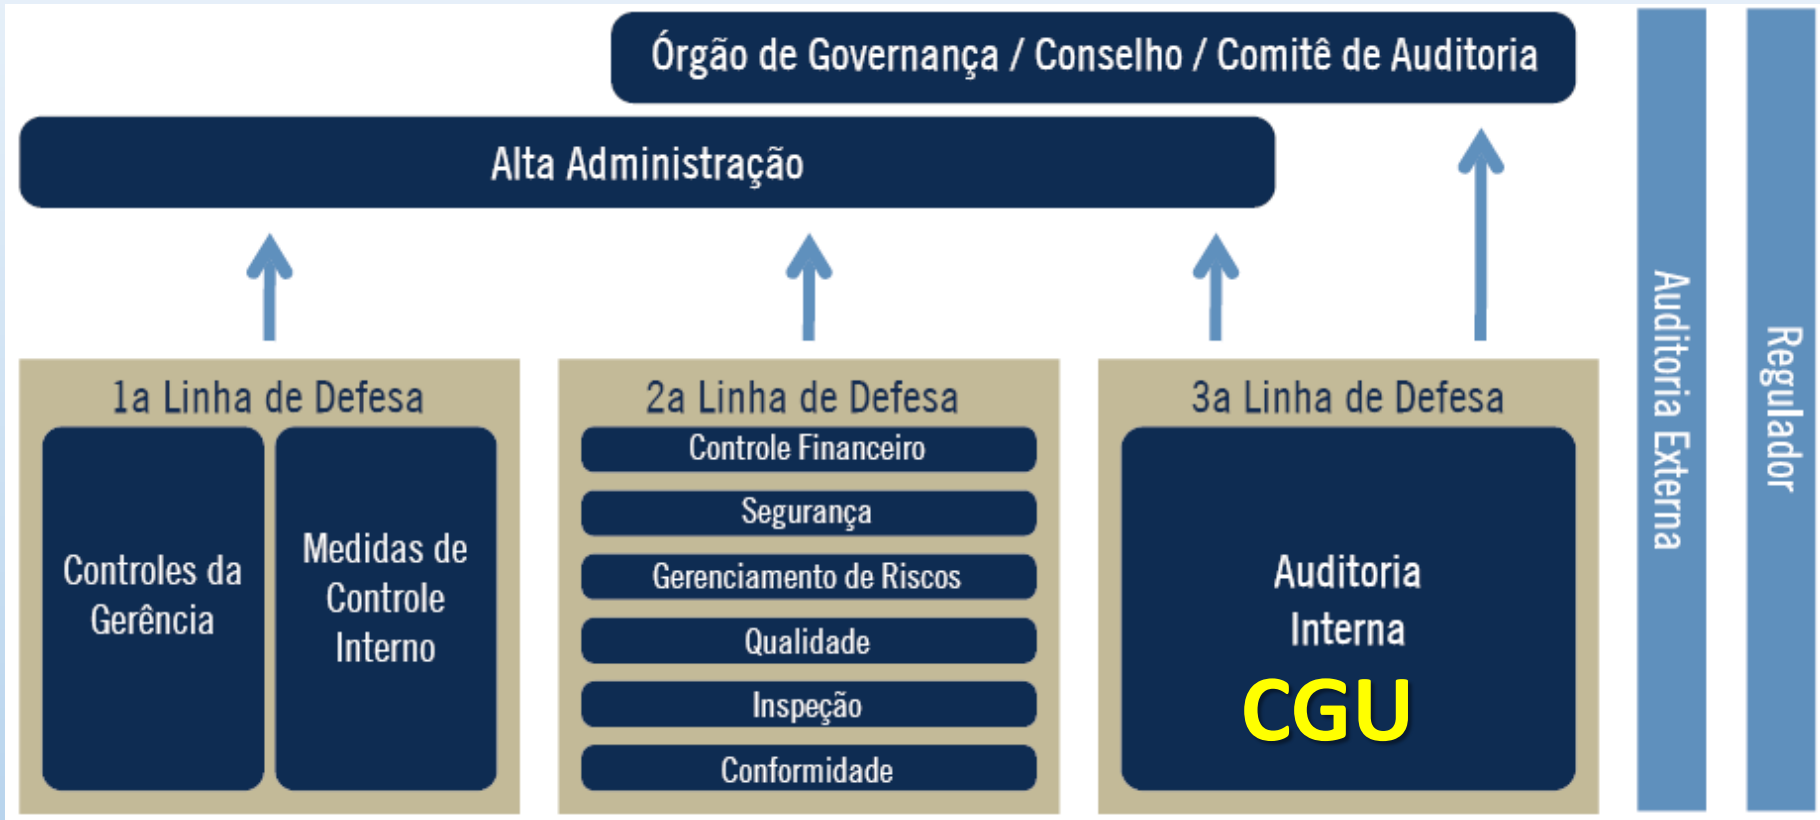 Órgão de Governança / Conselho / Comitê de Auditoria
Alta Administração
1a Linha de Defesa
Controles da
Gerência
Medidas de
Controle
Interno
2a Linha de Defesa
Controle Financeiro
Segurança
Gerenciamento de Riscos
Qualidade
Inspeção
Conformidade
3a Linha de Defesa
Auditoria
Interna
CGU
Auditoria Externa
Regulador